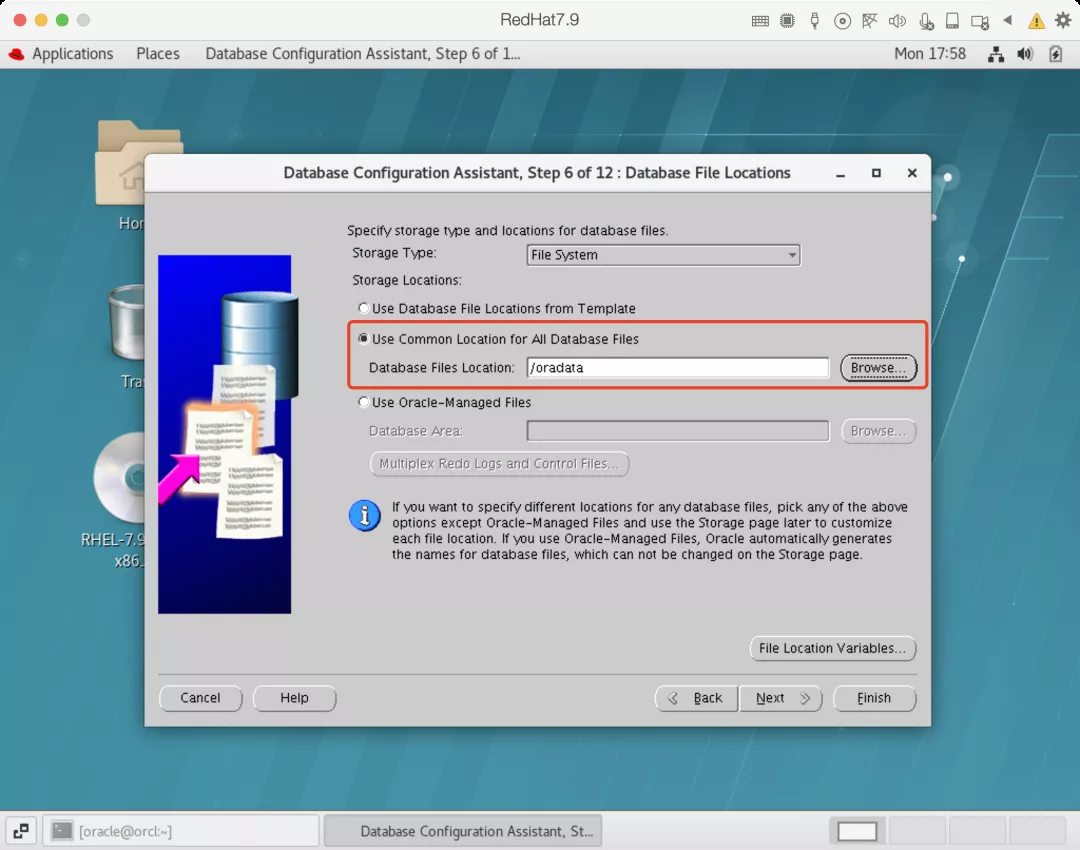 RedHat7.9
Applications Places Database Configuration Assistant, Step 6 of 1... Mon 17:58
Hor
Tra
RHEL-7.9
x86.
Database Configuration Assistant, Step 6 of 12 : Database File Locations
Specify storage type and locations for database files.
Storage Type: File System
Storage Locations:
Use Database File Locations from Template
Use Common Location for All Database Files
Database Files Location: /oradata Browse...
Use Oracle-Managed Files
Database Area: Browse...
Multiplex Redo Logs and Control Files...
If you want to specify different locations for any database files, pick any of the above
options except Oracle-Managed Files and use the Storage page later to customize
each file location. If you use Oracle-Managed Files, Oracle automatically generates
the names for database files, which can not be changed on the Storage page.
File Location Variables...
Cancel Help Back Next Finish
[oracle@orcl:~] Database Configuration Assistant, St...